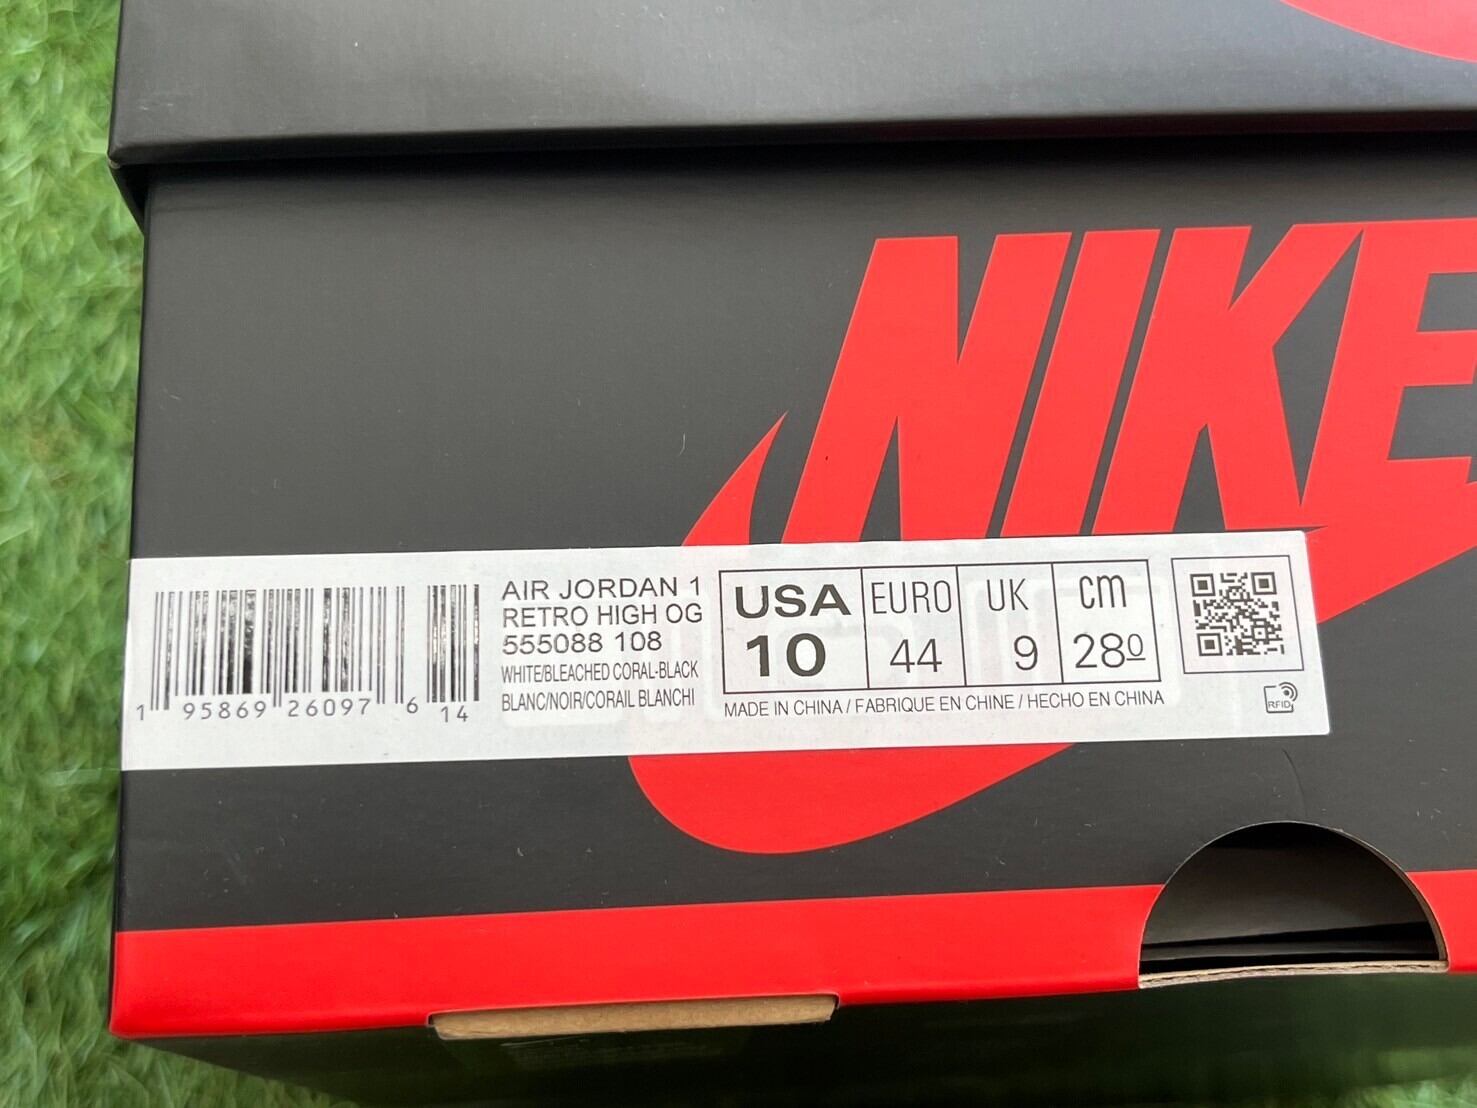 NIKE
AIR JORDAN 1
RETRO HIGH OG
555088 108
WHITE/BLEACHED CORAL-BLACK
BLANC/NOIR/CORAIL BLANCHI
1 95869 26097 6 14
USA EURO UK cm
10 44 9 28.0
MADE IN CHINA / FABRIQUE EN CHINE / HECHO EN CHINA
RFID